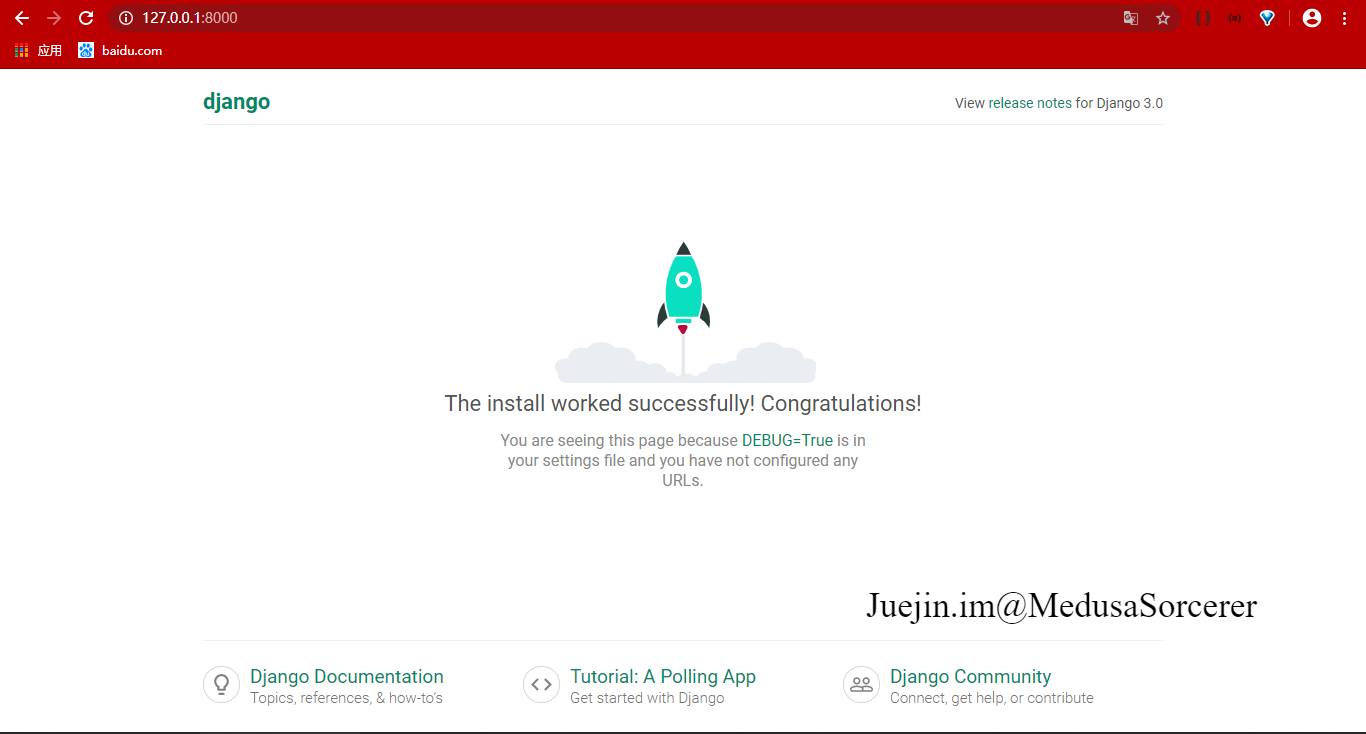 127.0.0.1:8000
应用 baidu.com
django
View release notes for Django 3.0
The install worked successfully! Congratulations!
You are seeing this page because DEBUG=True is in
your settings file and you have not configured any
URLs.
Juejin.im@MedusaSorcerer
Django Documentation
Topics, references, & how-to's
Tutorial: A Polling App
Get started with Django
Django Community
Connect, get help, or contribute